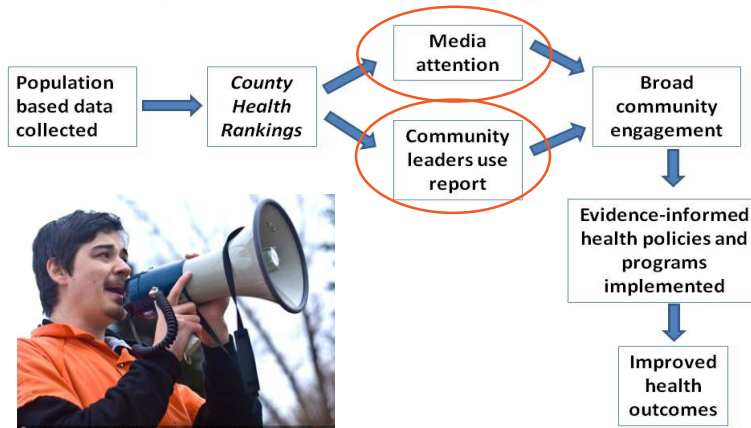 Population
based data
collected
County
Health
Rankings
Media
attention
Community
leaders use
report
Broad
community
engagement
Evidence-informed
health policies and
programs
implemented
Improved
health
outcomes